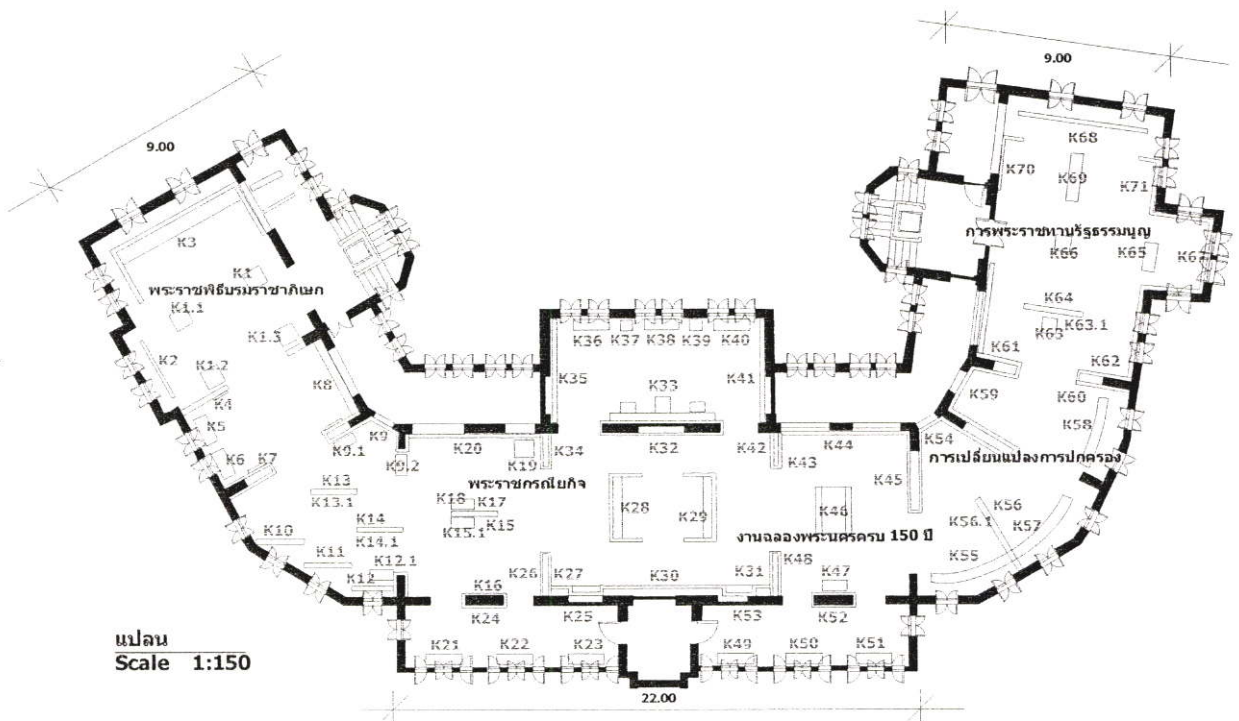 9.00
9.00
K68
K70
K69
K71
K3
การพระราชทานรัฐธรรมนูญ
K66
K65
K67
K1
พระราชพิธีบรมราชาภิเษก
K1.1
K64
K63.1
K63
K36
K37
K38
K39
K40
K1.3
K2
K1.2
K8
K35
K41
K61
K62
K33
K59
K60
K4
K5
K9
K58
K9.1
K20
K34
K32
K42
K44
K54
K6
K7
K9.2
K19
K43
การเปลี่ยนแปลงการปกครอง
พระราชกรณียกิจ
K45
K13
K13.1
K18
K17
K28
K29
K46
K56
K56.1
K57
K14
K14.1
K15
K15.1
งานฉลองพระนครครบ 150 ปี
K10
K11
K12.1
K12
K26
K27
K30
K31
K48
K47
K55
K16
K24
K25
K53
K52
แปลน
Scale 1:150
K21
K22
K23
K49
K50
K51
22.00